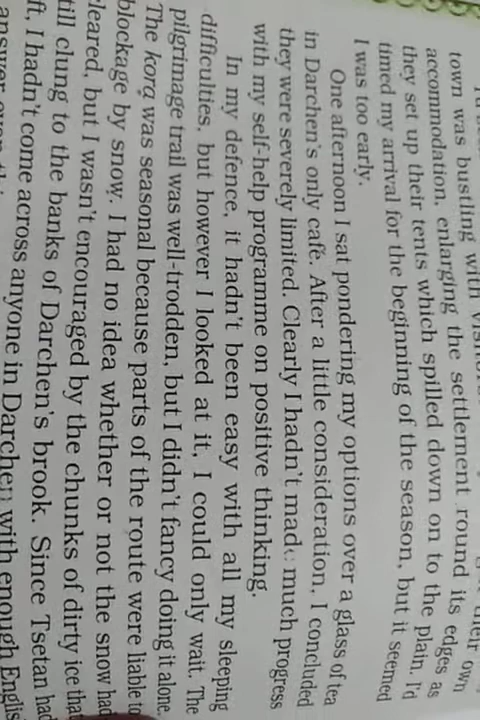 town was bustling with
their own
accommodation, enlarging the settlement round its edges as
they set up their tents which spilled down on to the plain. I'd
timed my arrival for the beginning of the season, but it seemed
I was too early.
One afternoon I sat pondering my options over a glass of tea
in Darchen's only café. After a little consideration, I concluded
they were severely limited. Clearly I hadn't made much progress
with my self-help programme on positive thinking.
In my defence, it hadn't been easy with all my sleeping
difficulties, but however I looked at it, I could only wait. The
pilgrimage trail was well-trodden, but I didn't fancy doing it alone.
The kora was seasonal because parts of the route were liable to
blockage by snow. I had no idea whether or not the snow had
cleared, but I wasn't encouraged by the chunks of dirty ice that
till clung to the banks of Darchen's brook. Since Tsetan had
ft, I hadn't come across anyone in Darchen with enough Englis
answer